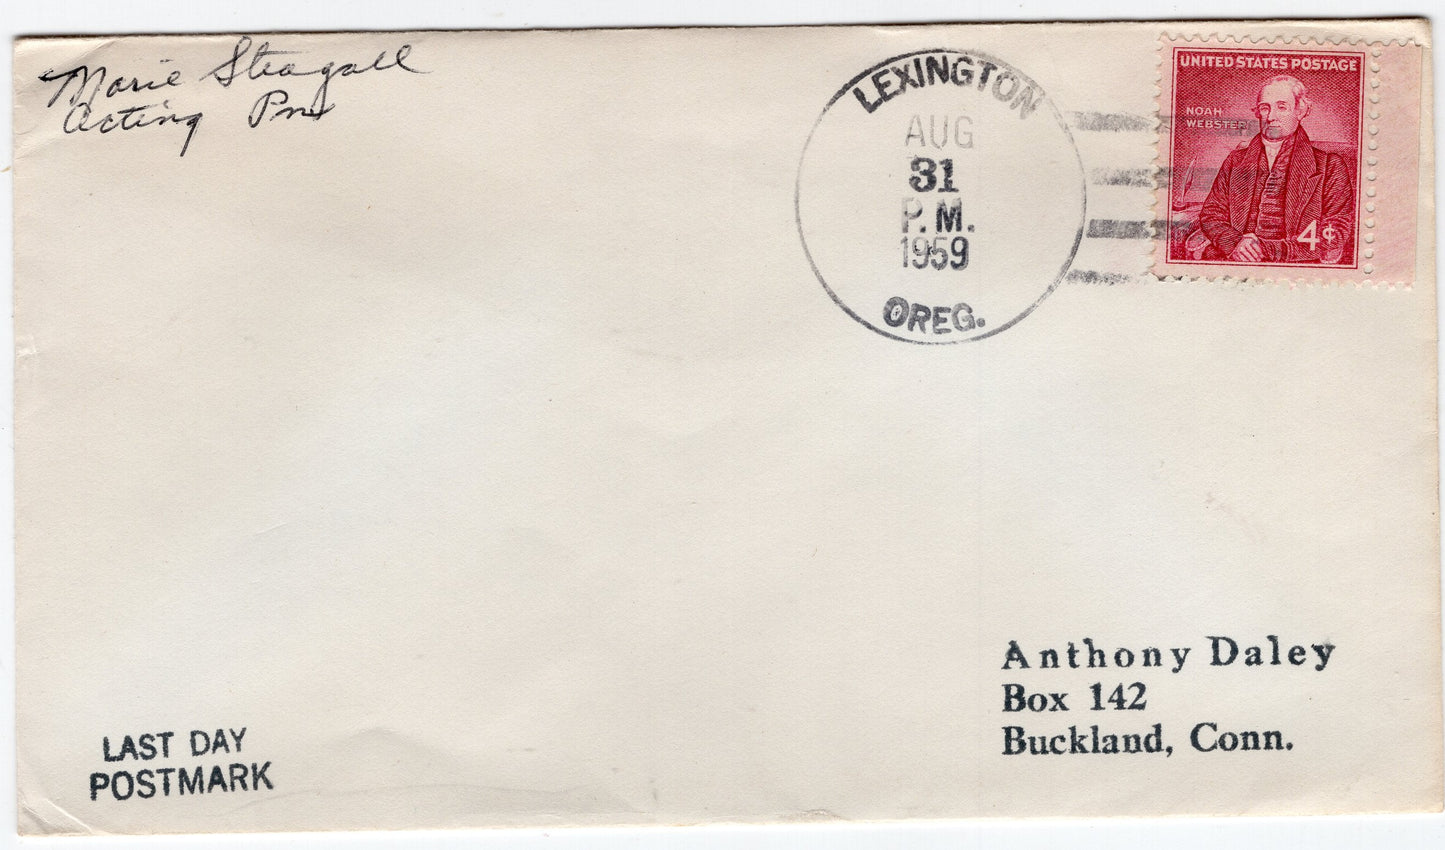 Marie Steagall
Acting Pm
LEXINGTON
AUG
31
P. M.
1959
OREG.
UNITED STATES POSTAGE
NOAH
WEBSTER
4¢
Anthony Daley
Box 142
Buckland, Conn.
LAST DAY
POSTMARK